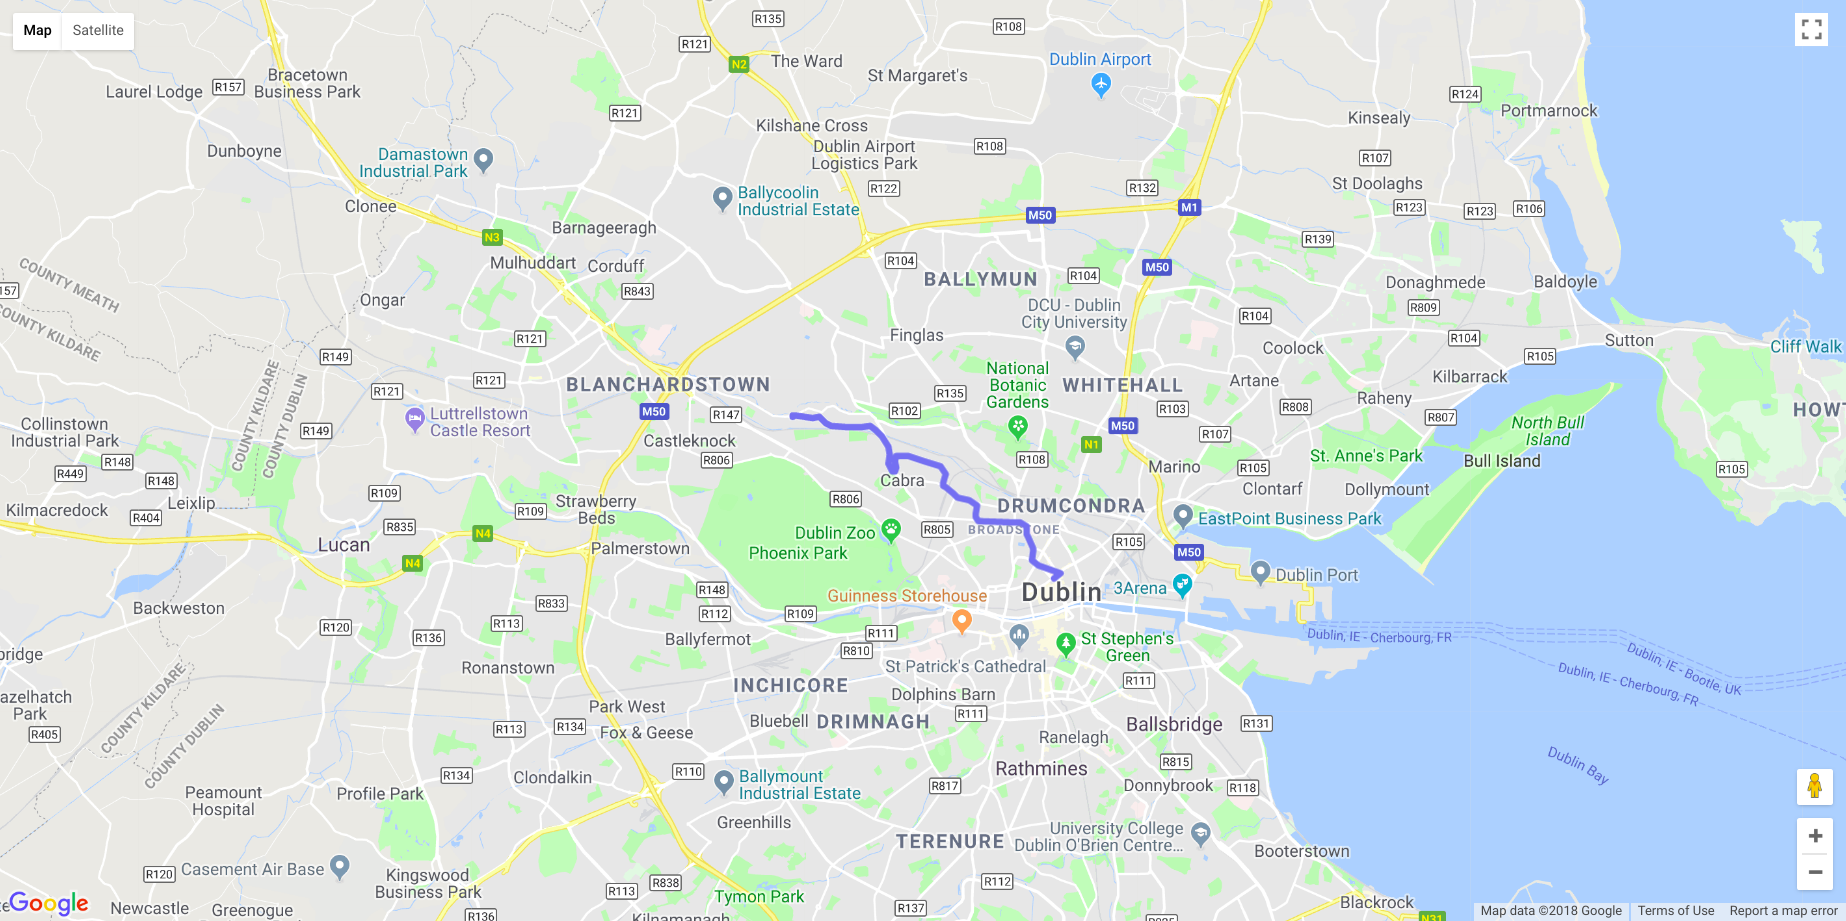 Map Satellite
R135
R108
R121
The Ward
N2
St Margaret's
Dublin Airport
Bracetown
Business Park
Laurel Lodge
R157
R121
R124
Portmarnock
Kinsealy
Kilshane Cross
Dublin Airport
Logistics Park
R108
Dunboyne
Damastown
Industrial Park
R107
St Doolaghs
R122
R132
Ballycoolin
Industrial Estate
Clonee
M50
M1
R123
R123
R106
Barnageeragh
N3
R139
Mulhuddart
Corduff
R104
BALLYMUN
R104
M50
Donaghmede
Baldoyle
COUNTY MEATH
COUNTY KILDARE
157
Ongar
R843
DCU - Dublin
City University
R104
R809
Finglas
R121
R149
Coolock
R104
Sutton
Cliff Walk
R105
BLANCHARDSTOWN
National
Botanic
Gardens
WHITEHALL
Artane
Kilbarrack
R121
R121
R135
R102
M50
R147
R103
R808
Raheny
R807
HOWT
Luttrellstown
Castle Resort
COUNTY KILDARE
COUNTY DUBLIN
Collinstown
Industrial Park
R149
M50
N1
R107
North Bull
Island
Castleknock
R806
R108
Marino
R105
St. Anne's Park
Bull Island
R105
R449
R148
R148
Cabra
Clontarf
Dollymount
R109
R806
Leixlip
Strawberry
Beds
R109
Kilmacredock
R404
R835
DRUMCONDRA
EastPoint Business Park
N4
Dublin Zoo
Phoenix Park
R805
BROADSTONE
R105
Lucan
Palmerstown
N4
M50
Dublin Port
R148
Guinness Storehouse
Dublin
3Arena
Backweston
R833
R112
R109
R120
R113
R136
Ballyfermot
R111
R810
St Stephen's
Green
Dublin, IE - Cherbourg, FR
Dublin, IE - Bootle, UK
Dublin, IE - Cherbourg, FR
bridge
Ronanstown
St Patrick's Cathedral
R111
INCHICORE
Dolphins Barn
azelhatch
Park
COUNTY KILDARE
COUNTY DUBLIN
Park West
Bluebell
DRIMNAGH
R111
Ballsbridge
R131
R405
R113
R134
Fox & Geese
Ranelagh
Dublin Bay
R134
Clondalkin
R110
Rathmines
R815
Ballymount
Industrial Estate
R817
Donnybrook
R118
Peamount
Hospital
Profile Park
Greenhills
TERENURE
University College
Dublin O'Brien Centre...
Booterstown
Casement Air Base
R120
Kingswood
Business Park
R113
R838
R112
Tymon Park
Google
Newcastle
Greenogue
R136
Kilnamanagh
R137
Blackrock
N31
Map data ©2018 Google Terms of Use Report a map error